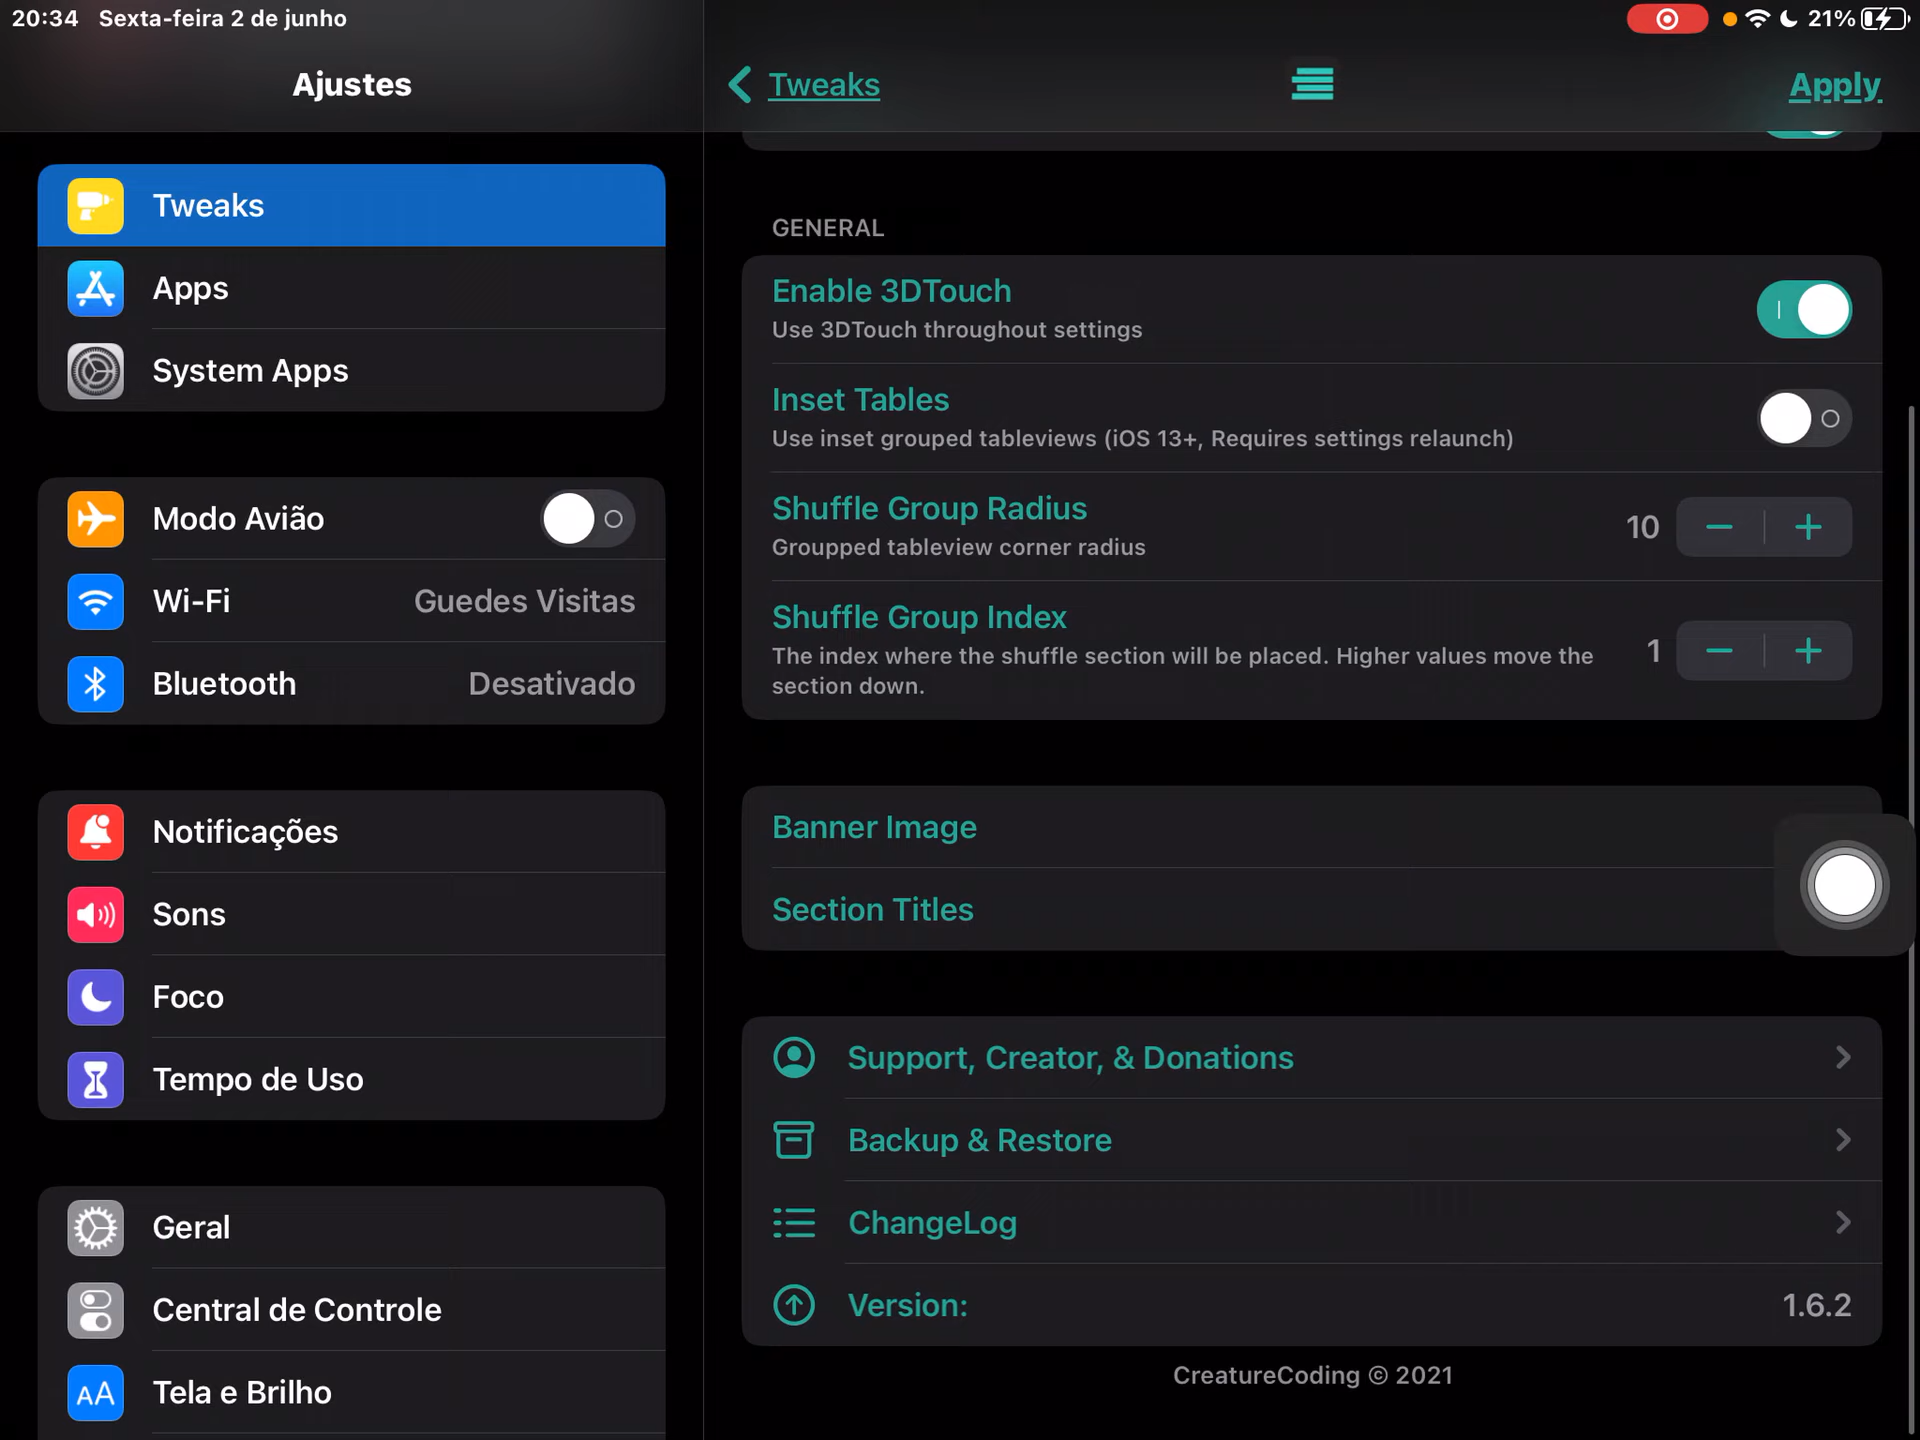 20:34 Sexta-feira 2 de junho
21%
Ajustes
Tweaks
Apps
System Apps
Modo Avião
Wi-Fi Guedes Visitas
Bluetooth Desativado
Notificações
Sons
Foco
Tempo de Uso
Geral
Central de Controle
AA Tela e Brilho
Tweaks
Apply
GENERAL
Enable 3DTouch
Use 3DTouch throughout settings
Inset Tables
Use inset grouped tableviews (iOS 13+, Requires settings relaunch)
Shuffle Group Radius
Groupped tableview corner radius
10
Shuffle Group Index
The index where the shuffle section will be placed. Higher values move the
section down.
1
Banner Image
Section Titles
Support, Creator, & Donations
Backup & Restore
ChangeLog
Version: 1.6.2
CreatureCoding © 2021